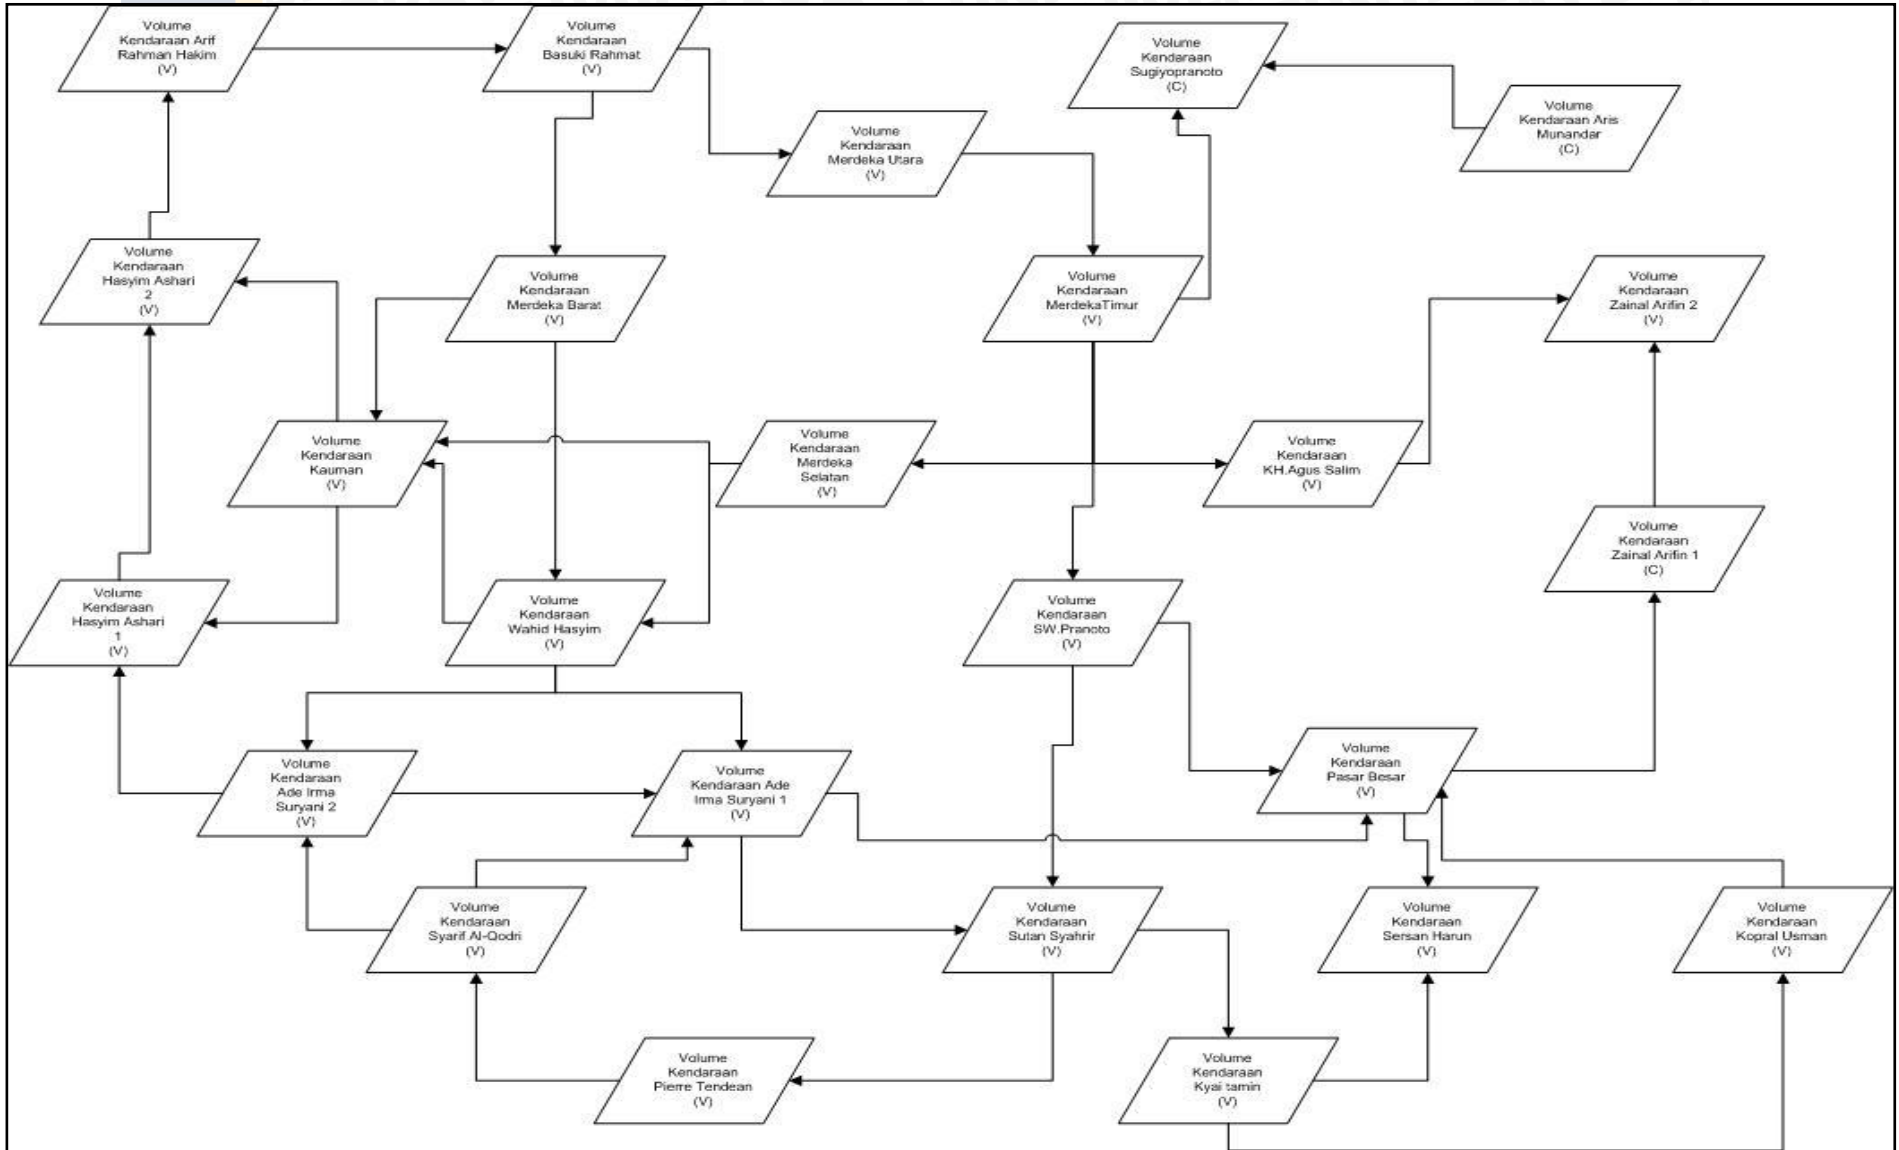 Volume
Kendaraan Arif
Rahman Hakim
(V)
Volume
Kendaraan
Basuki Rahmat
(V)
Volume
Kendaraan
Sugiyopranoto
(C)
Volume
Kendaraan Aris
Munandar
(C)
Volume
Kendaraan
Merdeka Utara
(V)
Volume
Kendaraan
Hasyim Ashari
2
(V)
Volume
Kendaraan
Merdeka Barat
(V)
Volume
Kendaraan
MerdekaTimur
(V)
Volume
Kendaraan
Zainal Arifin 2
(V)
Volume
Kendaraan
Kauman
(V)
Volume
Kendaraan
Merdeka
Selatan
(V)
Volume
Kendaraan
KH.Agus Salim
(V)
Volume
Kendaraan
Zainal Arifin 1
(C)
Volume
Kendaraan
Hasyim Ashari
1
(V)
Volume
Kendaraan
Wahid Hasyim
(V)
Volume
Kendaraan
SW.Pranoto
(V)
Volume
Kendaraan
Ade Irma
Suryani 2
(V)
Volume
Kendaraan Ade
Irma Suryani 1
(V)
Volume
Kendaraan
Pasar Besar
(V)
Volume
Kendaraan
Syarif Al-Qodri
(V)
Volume
Kendaraan
Sutan Syahrir
(V)
Volume
Kendaraan
Sersan Harun
(V)
Volume
Kendaraan
Kopral Usman
(V)
Volume
Kendaraan
Pierre Tendean
(V)
Volume
Kendaraan
Kyai tamin
(V)